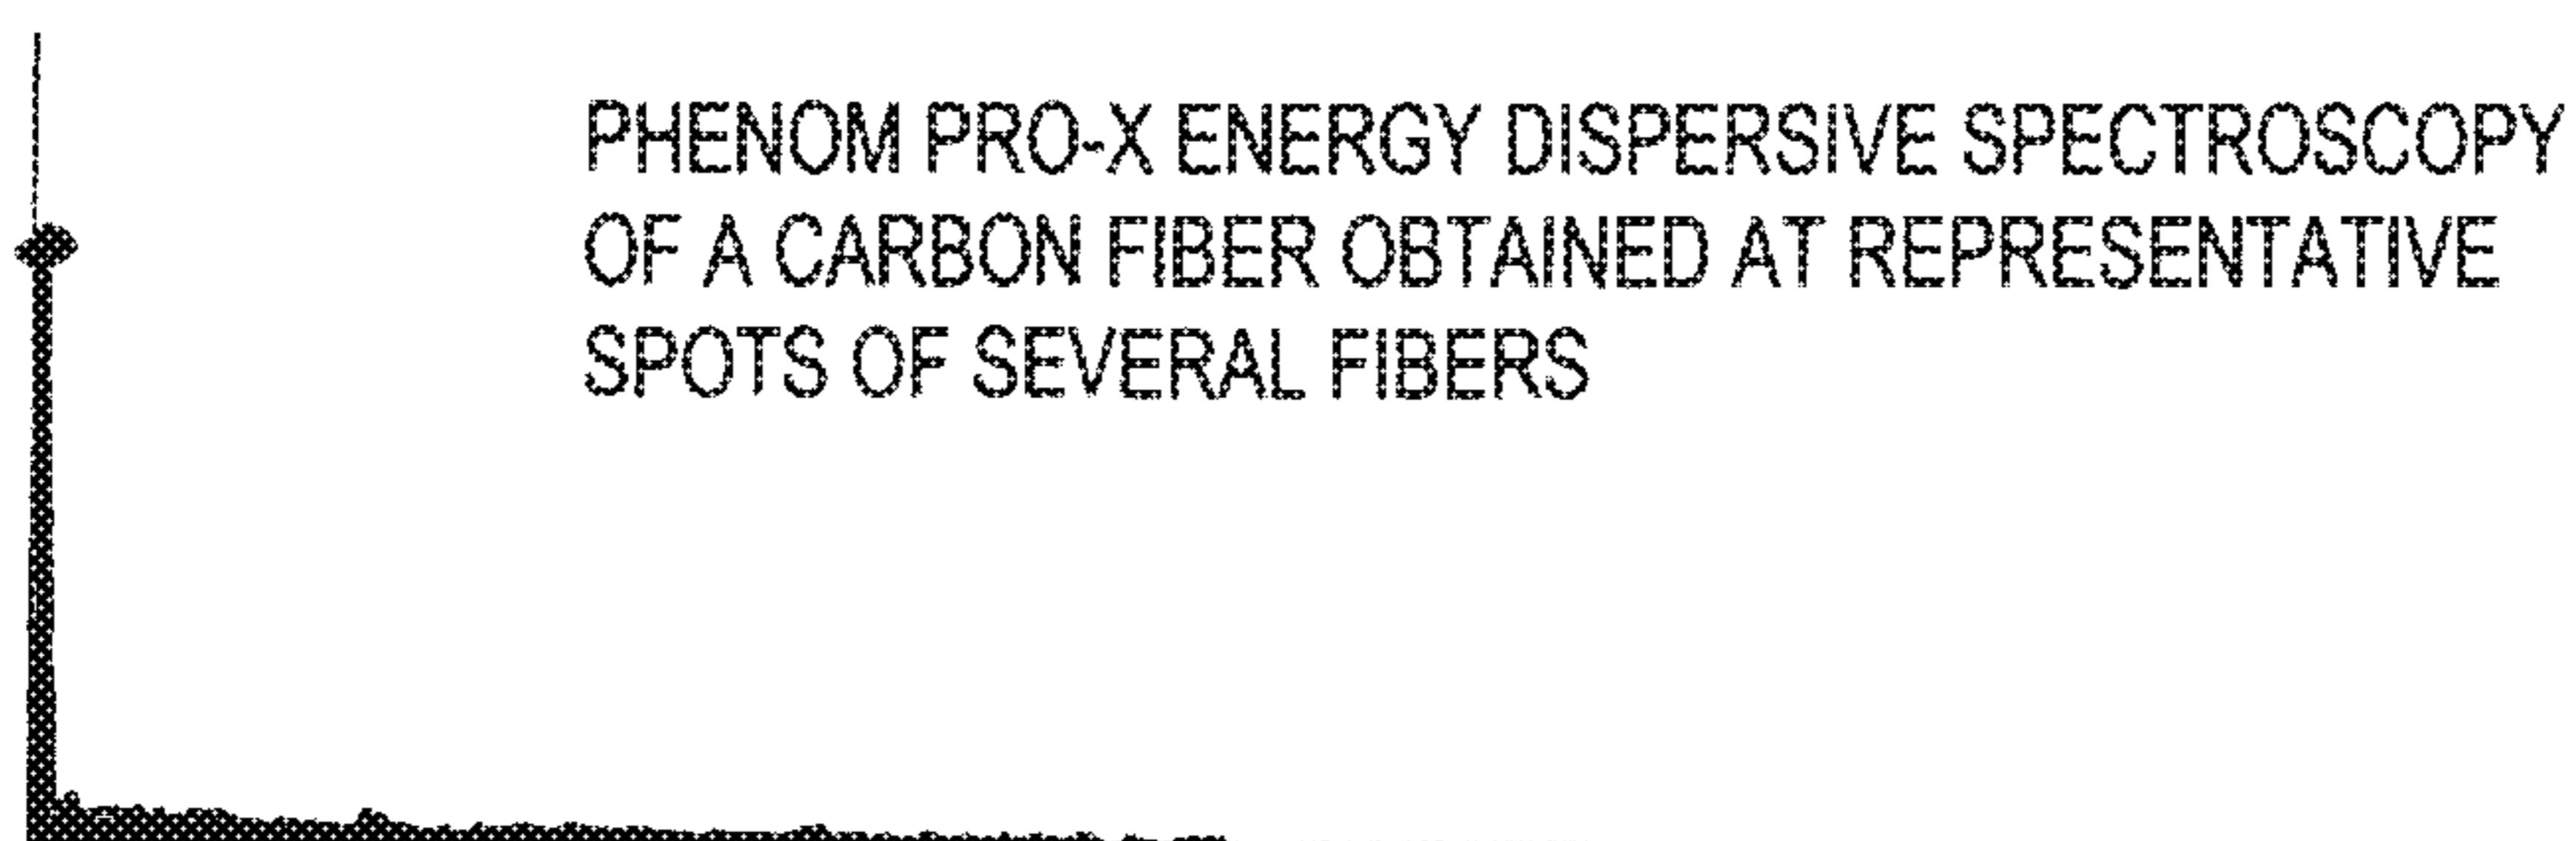 PHENOM PRO-X ENERGY DISPERSIVE SPECTROSCOPY
OF A CARBON FIBER OBTAINED AT REPRESENTATIVE
SPOTS OF SEVERAL FIBERS